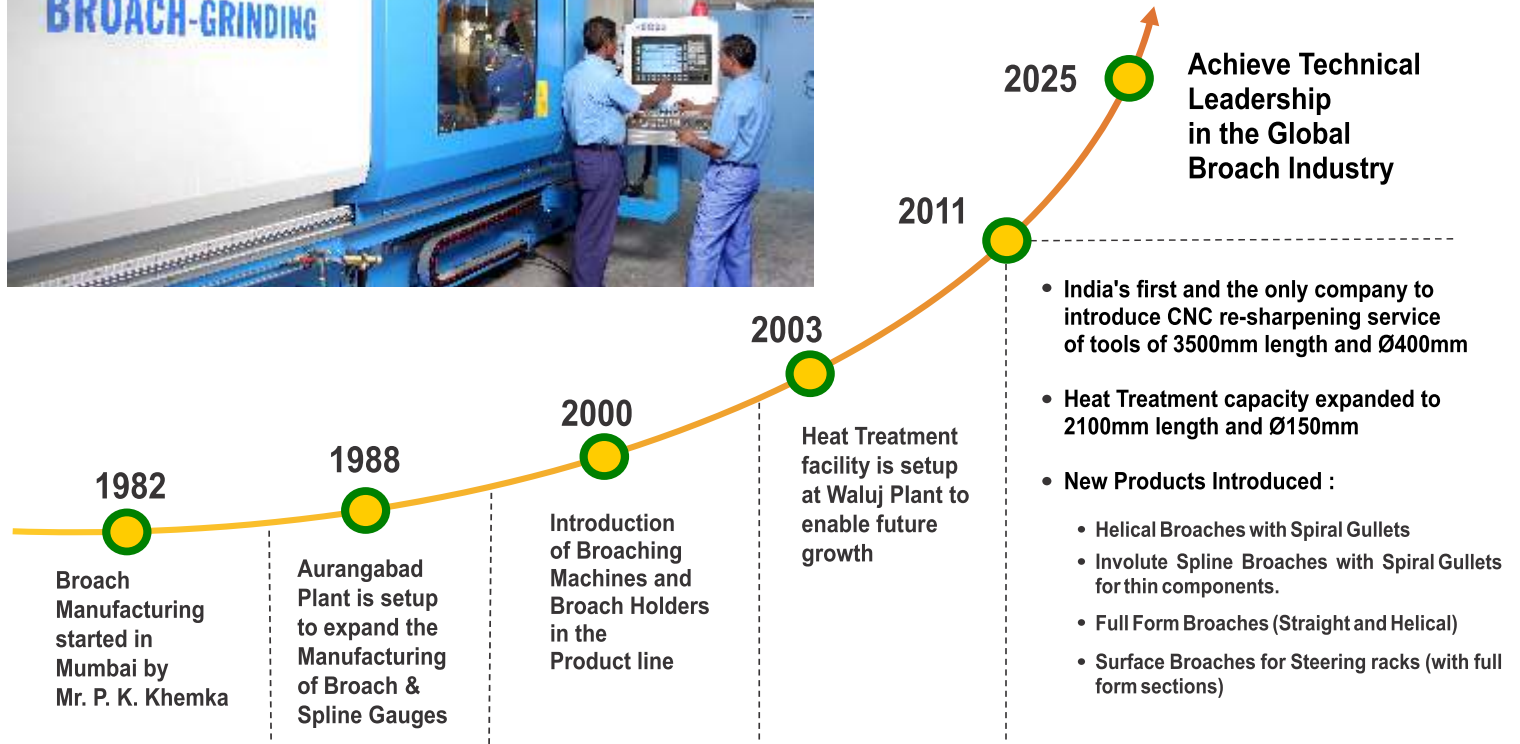 BROACH-GRINDING
2025
Achieve Technical
Leadership
in the Global
Broach Industry
2011
India's first and the only company to
introduce CNC re-sharpening service
of tools of 3500mm length and Ø400mm
Heat Treatment capacity expanded to
2100mm length and Ø150mm
New Products Introduced :
Helical Broaches with Spiral Gullets
Involute Spline Broaches with Spiral Gullets
for thin components.
Full Form Broaches (Straight and Helical)
Surface Broaches for Steering racks (with full
form sections)
2003
Heat Treatment
facility is setup
at Waluj Plant to
enable future
growth
2000
Introduction
of Broaching
Machines and
Broach Holders
in the
Product line
1988
Aurangabad
Plant is setup
to expand the
Manufacturing
of Broach &
Spline Gauges
1982
Broach
Manufacturing
started in
Mumbai by
Mr. P. K. Khemka